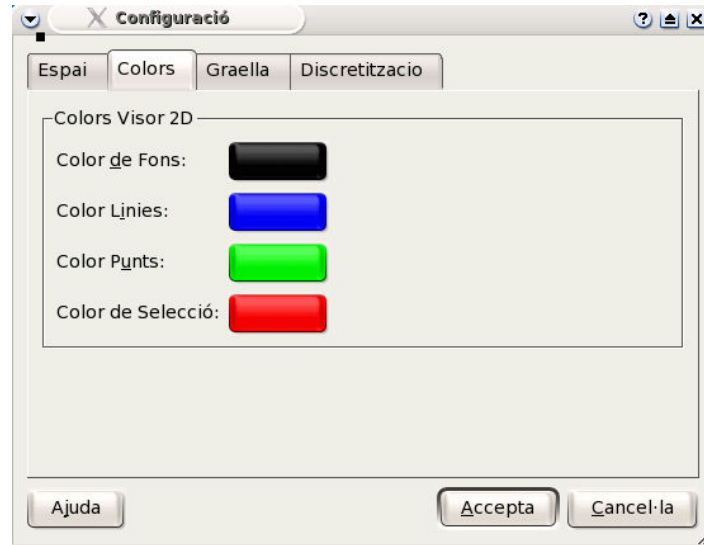 Configuració
Espai Colors Graella Discretitzacio
Colors Visor 2D
Color de Fons:
Color Linies:
Color Punts:
Color de Selecció:
Ajuda Accepta Cancel·la